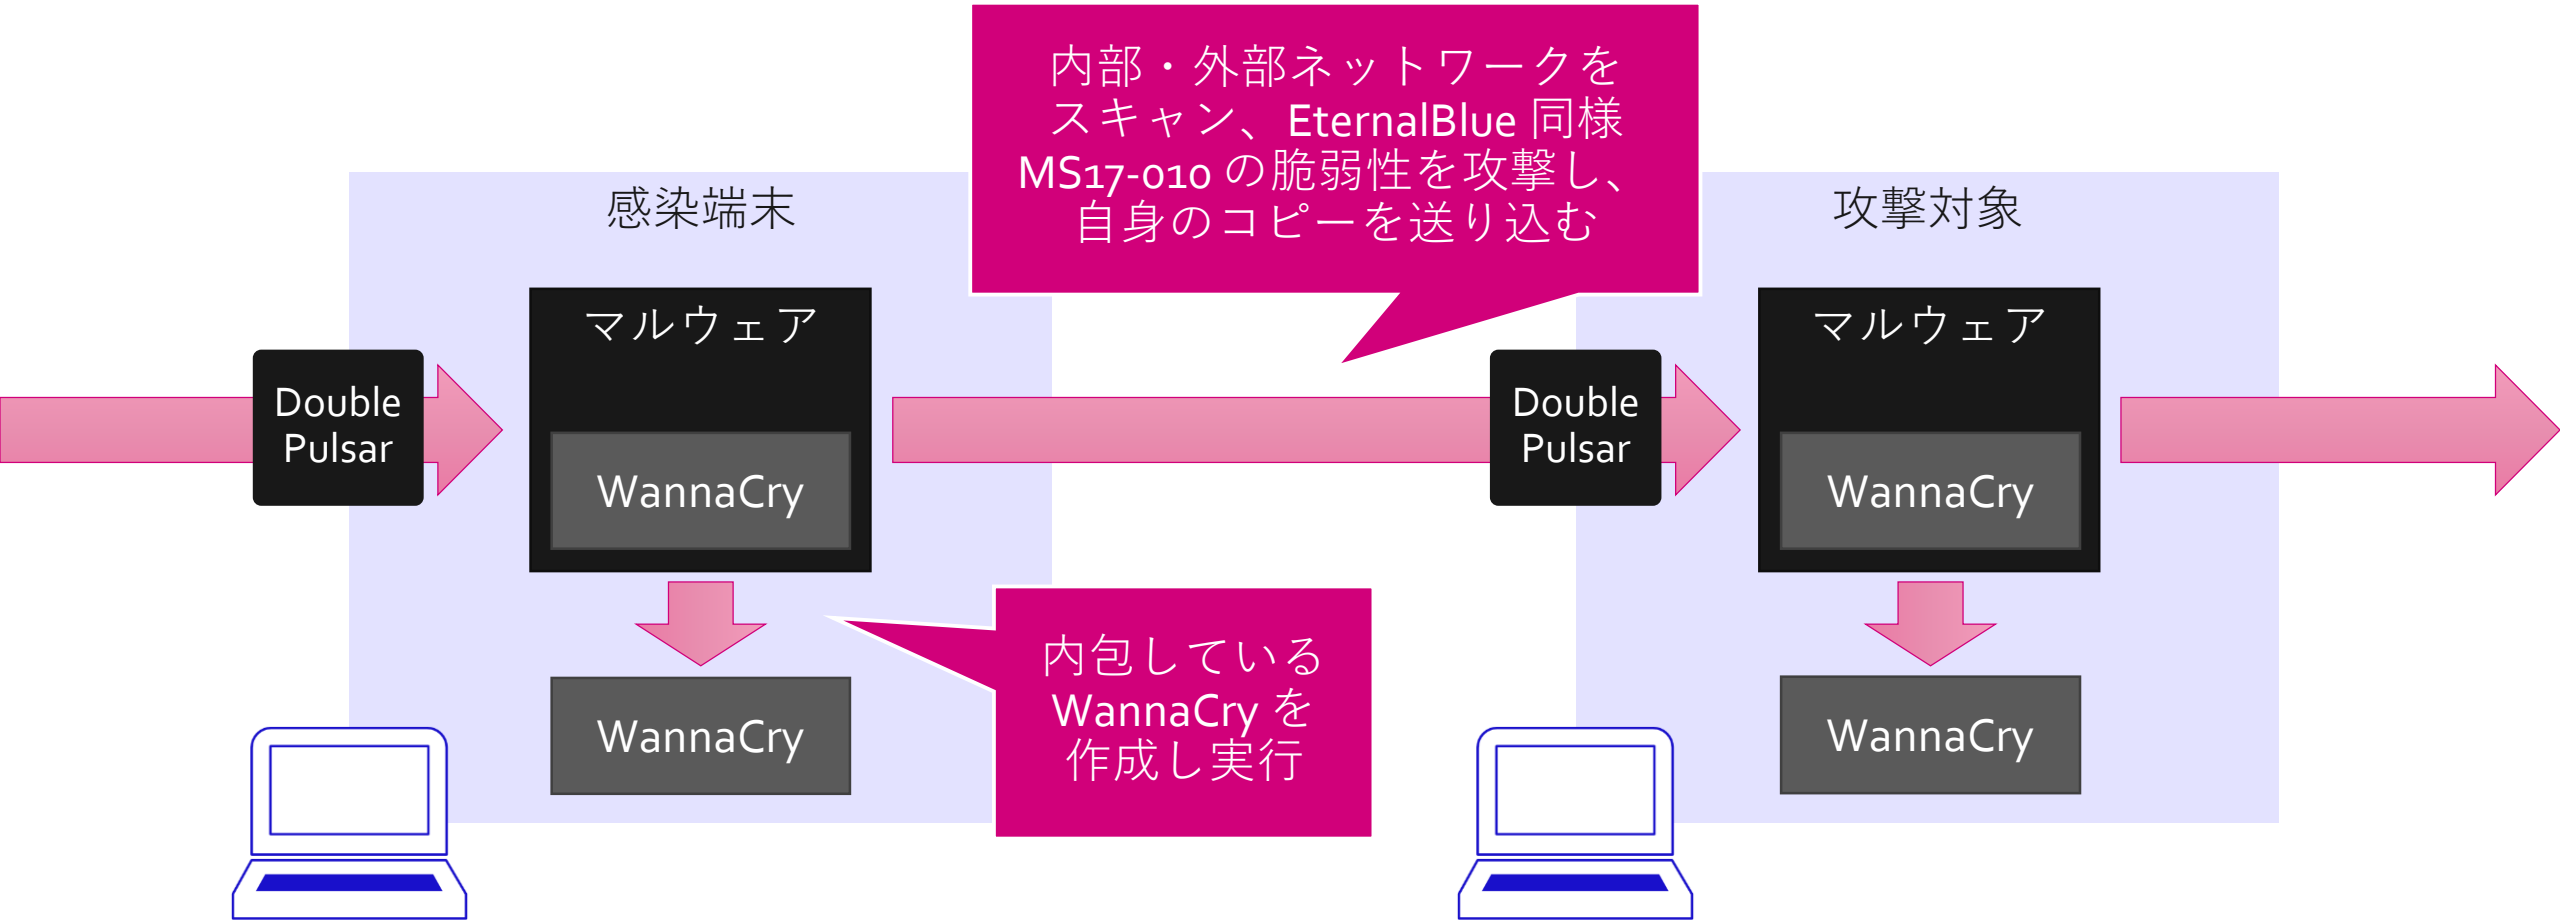 内部・外部ネットワークを
スキャン、EternalBlue 同様
MS17-010 の脆弱性を攻撃し、
自身のコピーを送り込む
感染端末
攻撃対象
マルウェア
マルウェア
Double
Pulsar
Double
Pulsar
WannaCry
WannaCry
内包している
WannaCry を
作成し実行
WannaCry
WannaCry